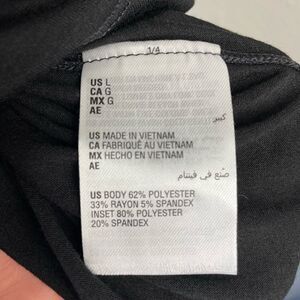 1/4
US L
CA G
MX G
AE
كبير
US MADE IN VIETNAM
CA FABRIQUÉ AU VIETNAM
MX HECHO EN VIETNAM
AE
صنع في فيتنام
US BODY 62% POLYESTER
33% RAYON 5% SPANDEX
INSET 80% POLYESTER
20% SPANDEX